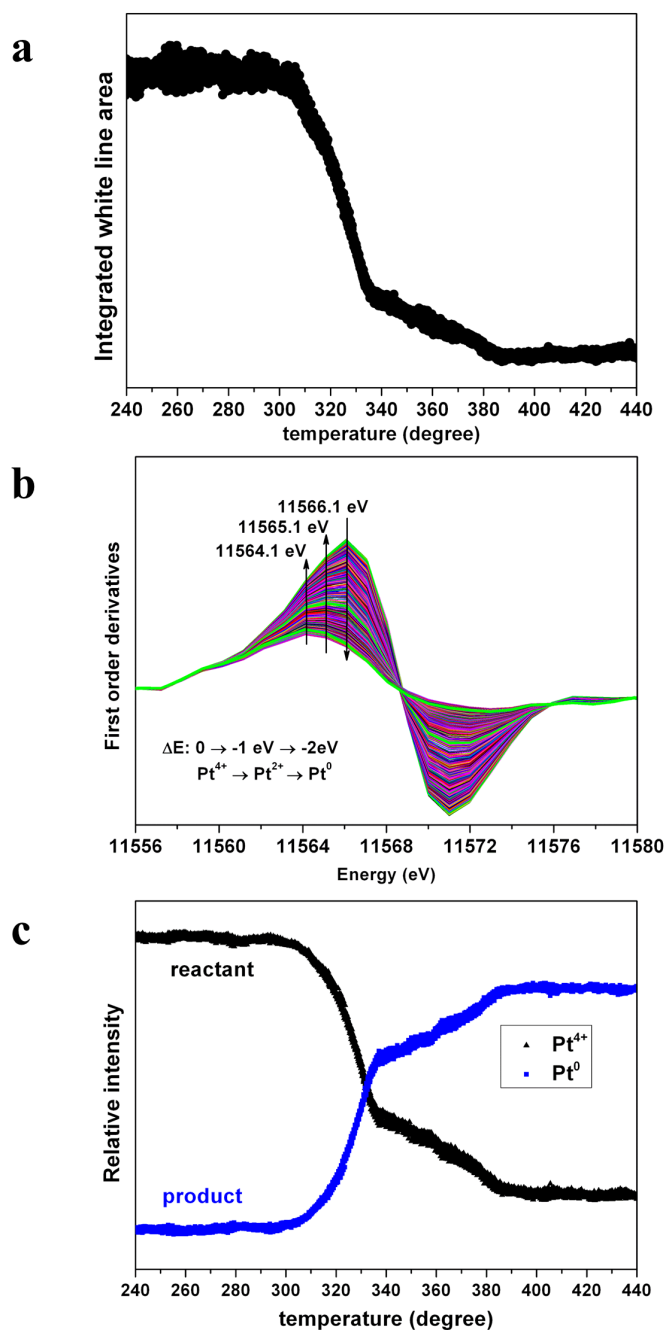 a
Integrated white line area
240 260 280 300 320 340 360 380 400 420 440
temperature (degree)
b
First order derivatives
11566.1 eV
11565.1 eV
11564.1 eV
ΔE: 0 → -1 eV → -2eV
Pt⁴⁺ → Pt²⁺ → Pt⁰
11556 11560 11564 11568 11572 11576 11580
Energy (eV)
c
Relative intensity
reactant
Pt⁴⁺
Pt⁰
product
240 260 280 300 320 340 360 380 400 420 440
temperature (degree)